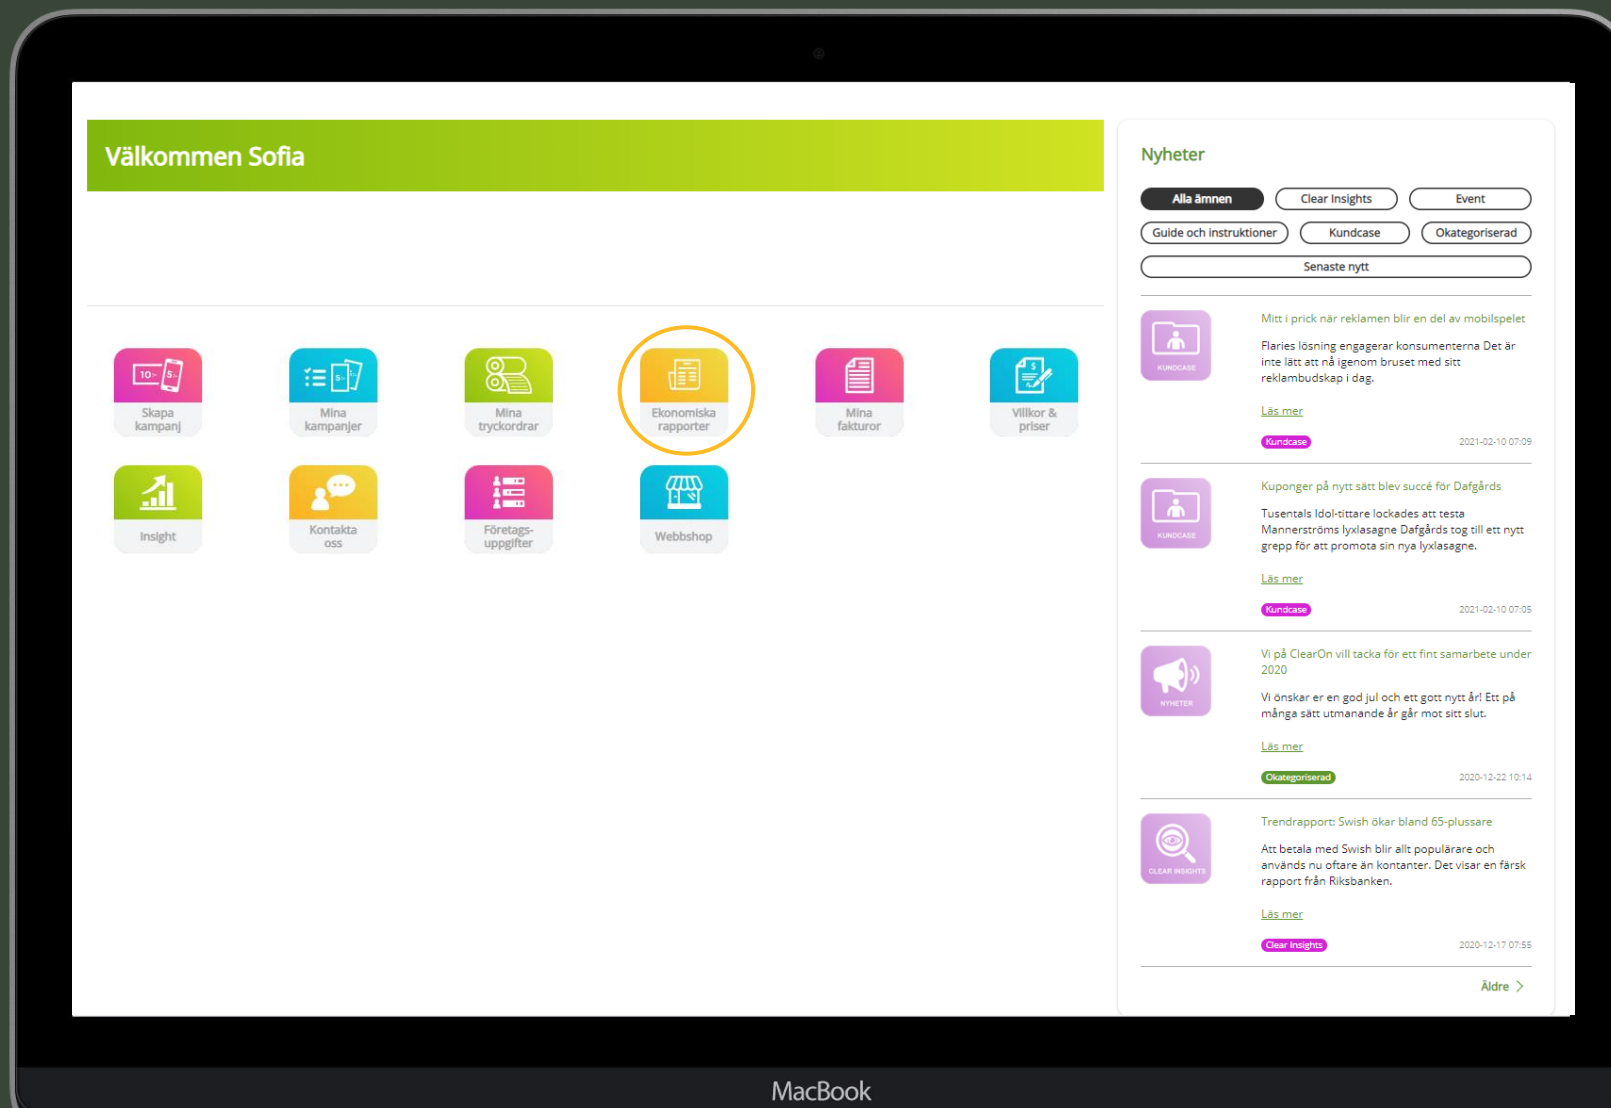 Välkommen Sofia
10:-
5:-
Skapa
kampanj
5:-
Mina
kampanjer
Mina
tryckordrar
Ekonomiska
rapporter
Mina
fakturor
Villkor &
priser
Insight
Kontakta
oss
Företags-
uppgifter
Webbshop
Nyheter
Alla ämnen
Clear Insights
Event
Guide och instruktioner
Kundcase
Okategoriserad
Senaste nytt
KUNDCASE
Mitt i prick när reklamen blir en del av mobilspelet
Flaries lösning engagerar konsumenterna Det är
inte lätt att nå igenom bruset med sitt
reklambudskap i dag.
Läs mer
Kundcase
2021-02-10 07:09
KUNDCASE
Kuponger på nytt sätt blev succé för Dafgårds
Tusentals Idol-tittare lockades att testa
Mannerströms lyxlasagne Dafgårds tog till ett nytt
grepp för att promota sin nya lyxlasagne.
Läs mer
Kundcase
2021-02-10 07:05
NYHETER
Vi på ClearOn vill tacka för ett fint samarbete under
2020
Vi önskar er en god jul och ett gott nytt år! Ett på
många sätt utmanande år går mot sitt slut.
Läs mer
Okategoriserad
2020-12-22 10:14
CLEAR INSIGHTS
Trendrapport: Swish ökar bland 65-plussare
Att betala med Swish blir allt populärare och
används nu oftare än kontanter. Det visar en färsk
rapport från Riksbanken.
Läs mer
Clear Insights
2020-12-17 07:55
Äldre
MacBook